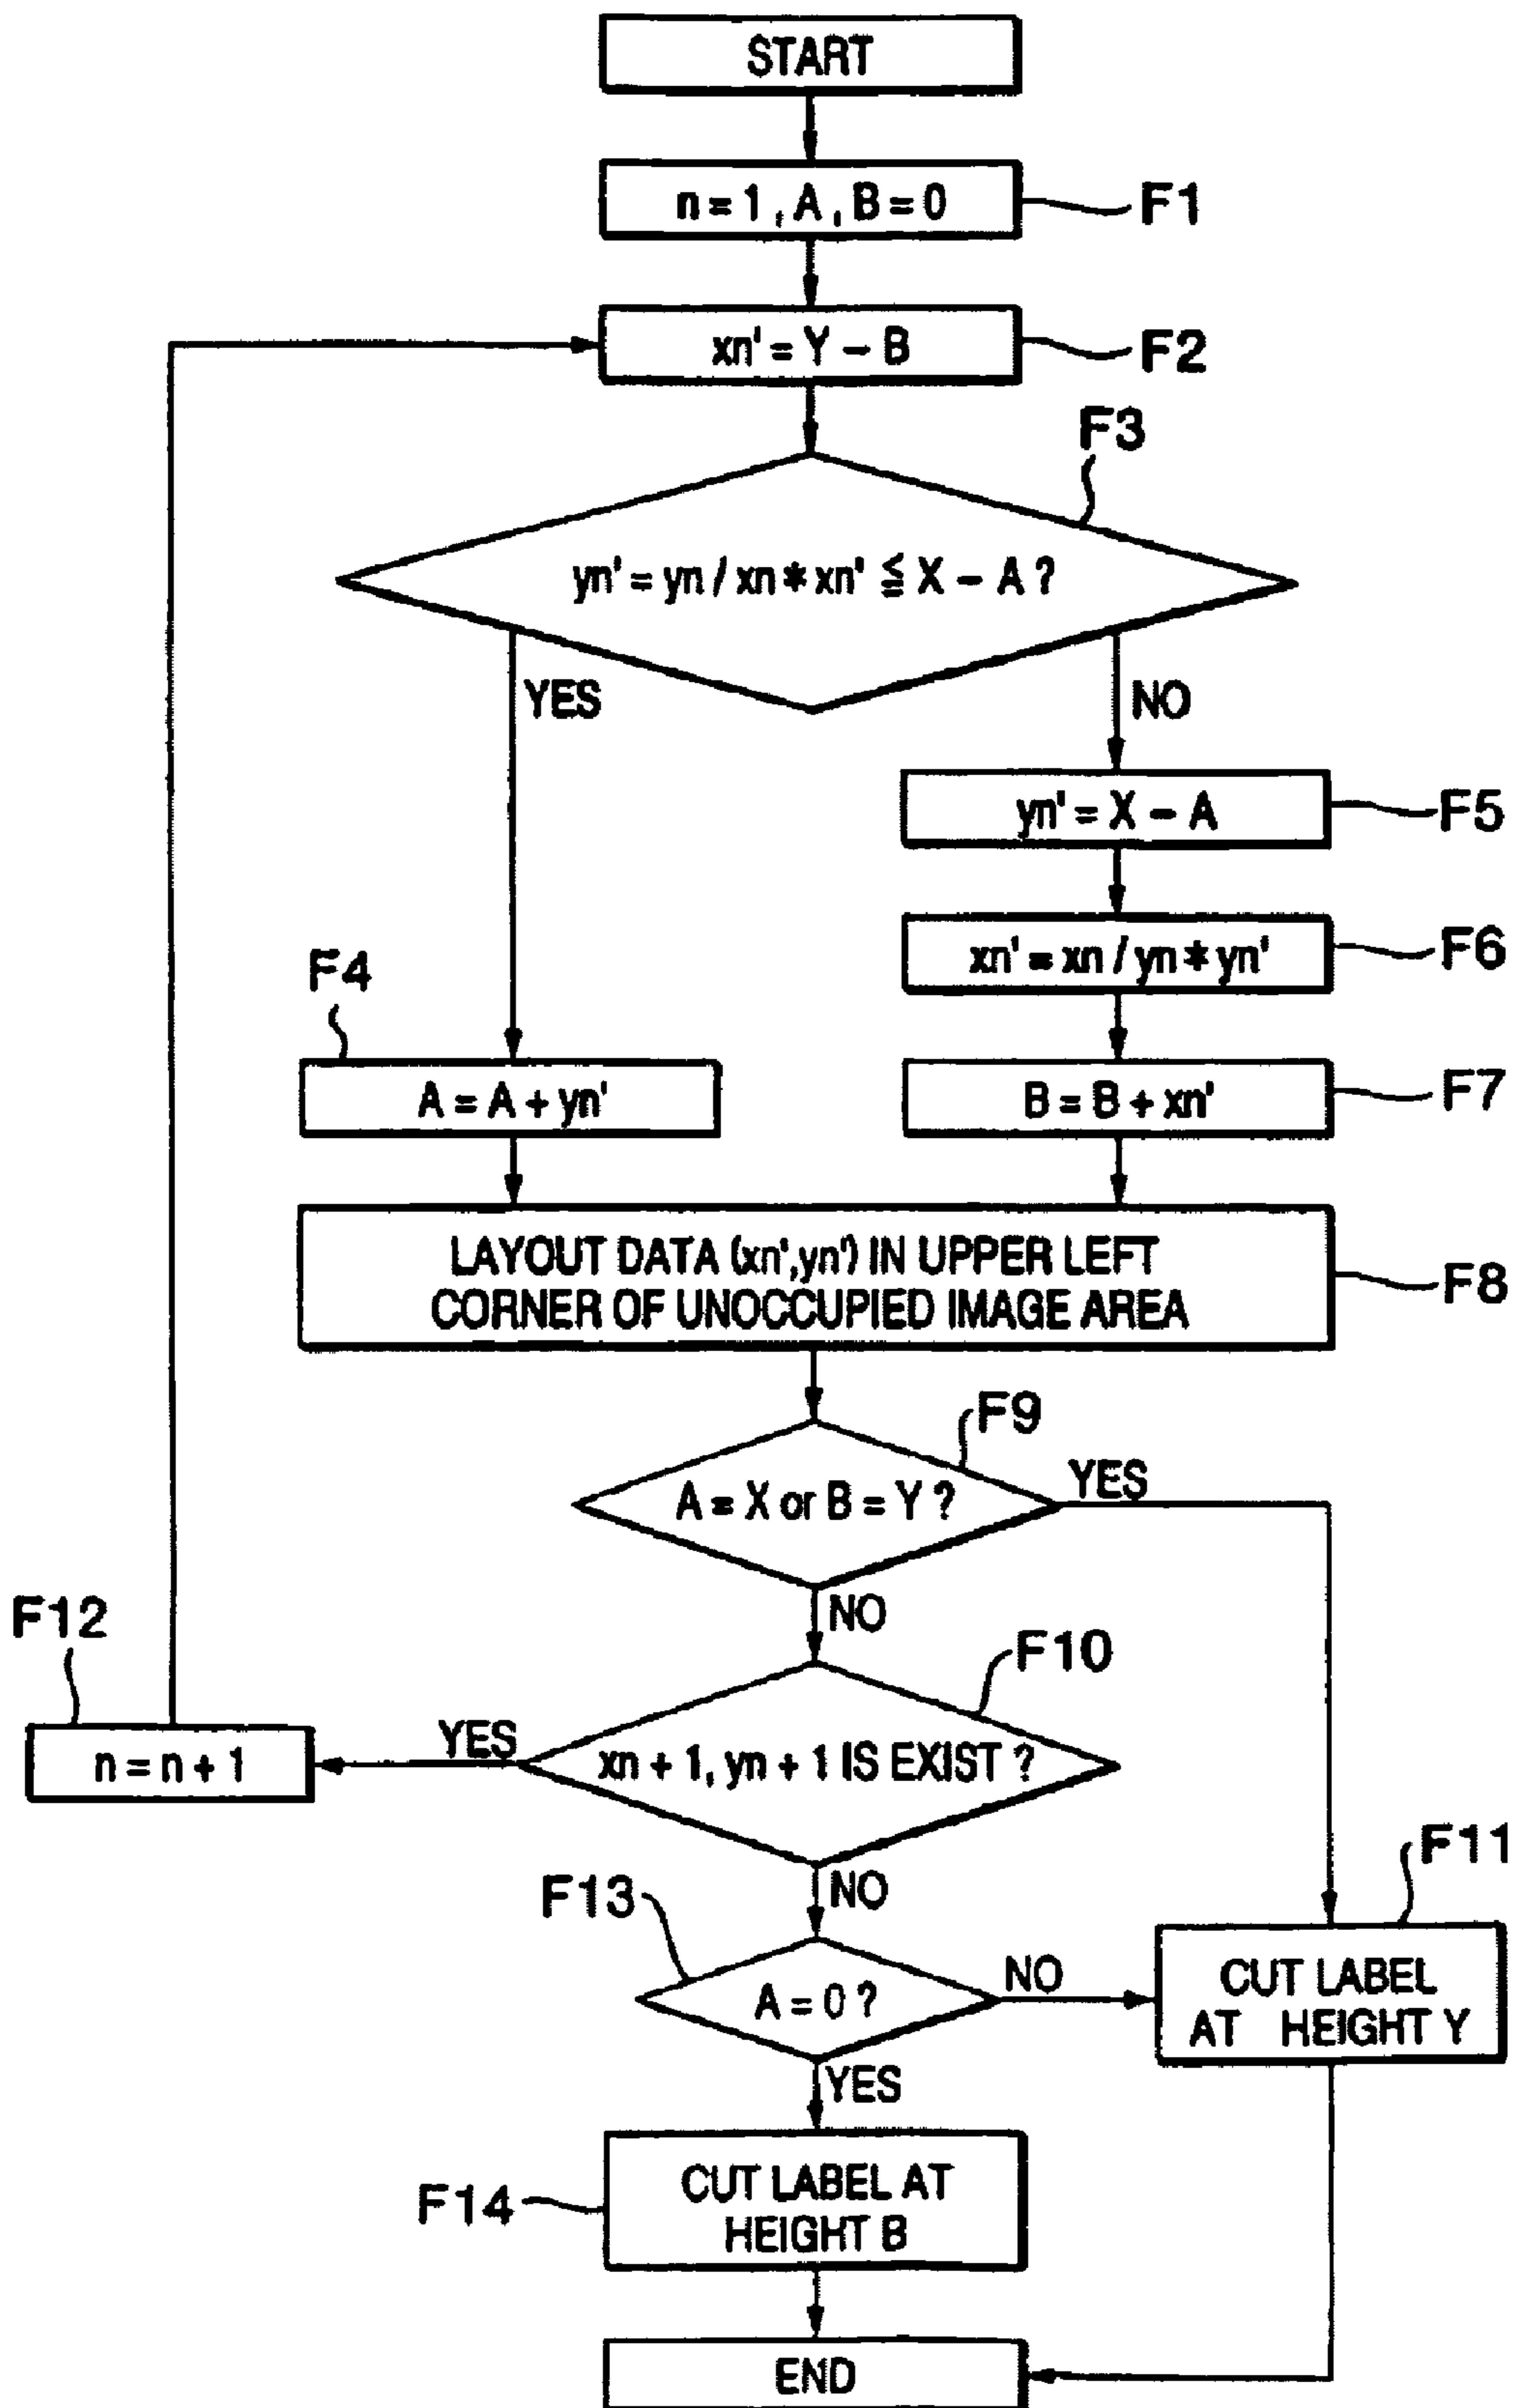 START
n = 1 , A , B = 0
F1
xn' = Y – B
F2
F3
yn' = yn / xn * xn' ≦ X – A ?
YES
NO
yn' = X – A
F5
xn' = xn / yn * yn'
F6
F4
A = A + yn'
B = B + xn'
F7
LAYOUT DATA (xn',yn') IN UPPER LEFT
CORNER OF UNOCCUPIED IMAGE AREA
F8
F9
A = X or B = Y ?
YES
NO
F12
F10
n = n + 1
YES
xn + 1, yn + 1 IS EXIST ?
F11
NO
F13
A = 0 ?
NO
CUT LABEL
AT HEIGHT Y
YES
F14
CUT LABEL AT
HEIGHT B
END